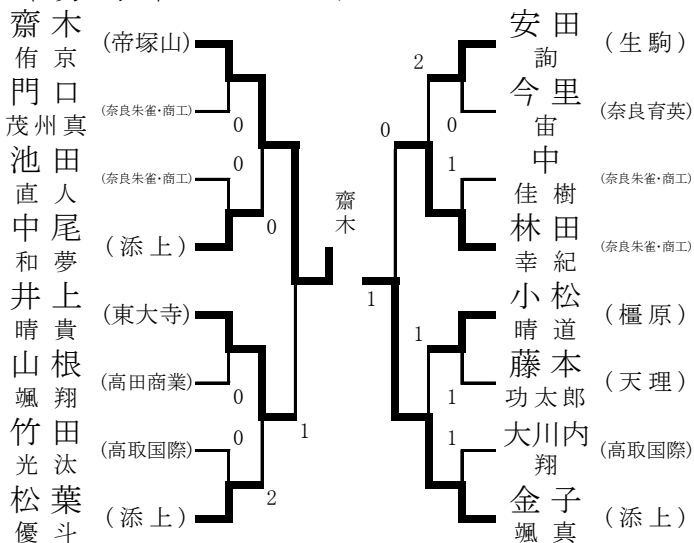 齋木
侑京
(帝塚山)
門口
茂州真
(奈良朱雀・商工)
0
池田
直人
(奈良朱雀・商工)
0
中尾
和夢
(添上)
0
井上
晴貴
(東大寺)
山根
颯翔
(高田商業)
0
竹田
光汰
(高取国際)
0
松葉
優斗
(添上)
2
1
齋木
1
安田
詢
(生駒)
2
今里
宙
(奈良育英)
0
0
中
佳樹
(奈良朱雀・商工)
1
林田
幸紀
(奈良朱雀・商工)
小松
晴道
(橿原)
1
藤本
功太郎
(天理)
1
大川内
翔
(高取国際)
1
金子
颯真
(添上)